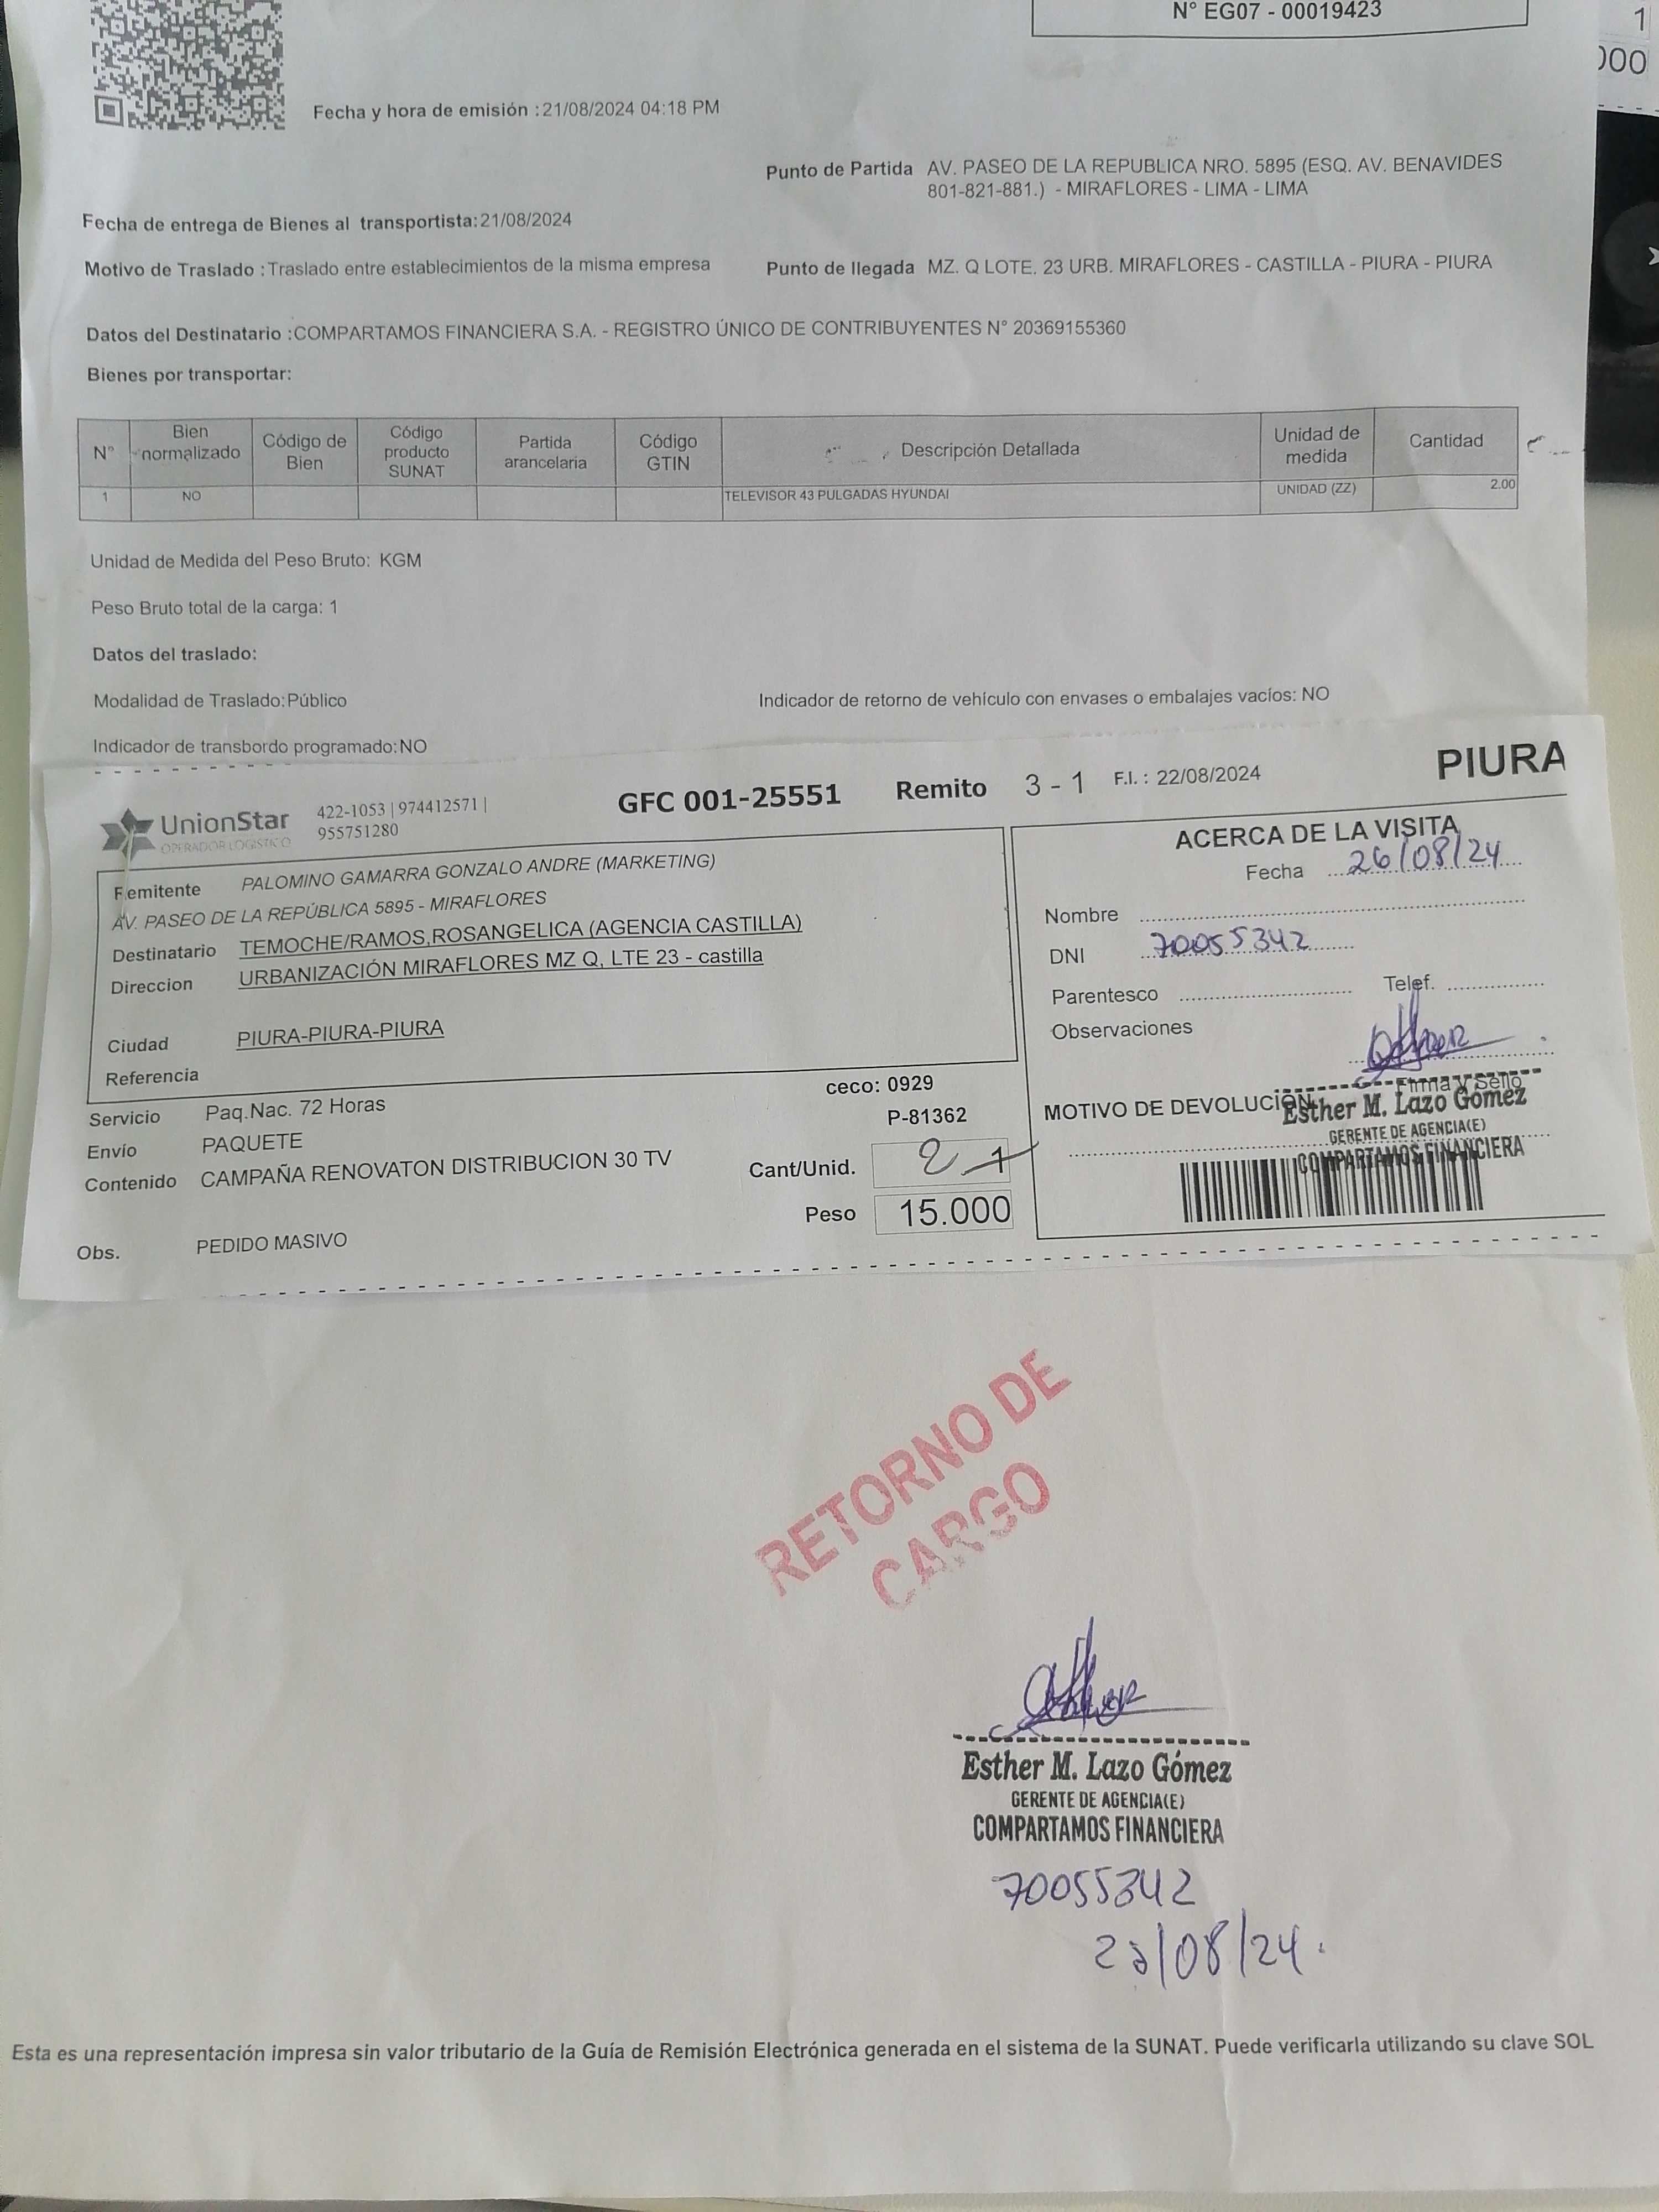 N° EG07 - 00019423
1
000
Fecha y hora de emisión :21/08/2024 04:18 PM
Punto de Partida AV. PASEO DE LA REPUBLICA NRO. 5895 (ESQ. AV. BENAVIDES
801-821-881.) - MIRAFLORES - LIMA - LIMA
Fecha de entrega de Bienes al transportista:21/08/2024
Motivo de Traslado :Traslado entre establecimientos de la misma empresa
Punto de llegada MZ. Q LOTE. 23 URB. MIRAFLORES - CASTILLA - PIURA - PIURA
Datos del Destinatario :COMPARTAMOS FINANCIERA S.A. - REGISTRO ÚNICO DE CONTRIBUYENTES N° 20369155360
Bienes por transportar:
N° Bien normalizado Código de Bien Código producto SUNAT Partida arancelaria Código GTIN Descripción Detallada Unidad de medida Cantidad
1 NO TELEVISOR 43 PULGADAS HYUNDAI UNIDAD (ZZ) 2.00
Unidad de Medida del Peso Bruto: KGM
Peso Bruto total de la carga: 1
Datos del traslado:
Modalidad de Traslado:Público
Indicador de retorno de vehículo con envases o embalajes vacíos: NO
Indicador de transbordo programado:NO
UnionStar
OPERADOR LOGISTICO
422-1053 | 974412571 |
955751280
GFC 001-25551 Remito 3 - 1 F.I. : 22/08/2024 PIURA
Remitente PALOMINO GAMARRA GONZALO ANDRE (MARKETING)
AV. PASEO DE LA REPÚBLICA 5895 - MIRAFLORES
Destinatario TEMOCHE/RAMOS,ROSANGELICA (AGENCIA CASTILLA)
Direccion URBANIZACIÓN MIRAFLORES MZ Q, LTE 23 - castilla
Ciudad PIURA-PIURA-PIURA
Referencia
Servicio Paq.Nac. 72 Horas
ceco: 0929
Envío PAQUETE
P-81362
Contenido CAMPAÑA RENOVATON DISTRIBUCION 30 TV
Cant/Unid. 2 1
Peso 15.000
Obs. PEDIDO MASIVO
ACERCA DE LA VISITA
Fecha 26/08/24
Nombre
DNI 70055342
Parentesco Telef.
Observaciones
Firma y Sello
MOTIVO DE DEVOLUCIÓN
Esther M. Lazo Gómez
GERENTE DE AGENCIA(E)
COMPARTAMOS FINANCIERA
RETORNO DE
CARGO
Esther M. Lazo Gómez
GERENTE DE AGENCIA(E)
COMPARTAMOS FINANCIERA
70055342
Esta es una representación impresa sin valor tributario de la Guía de Remisión Electrónica generada en el sistema de la SUNAT. Puede verificarla utilizando su clave SOL